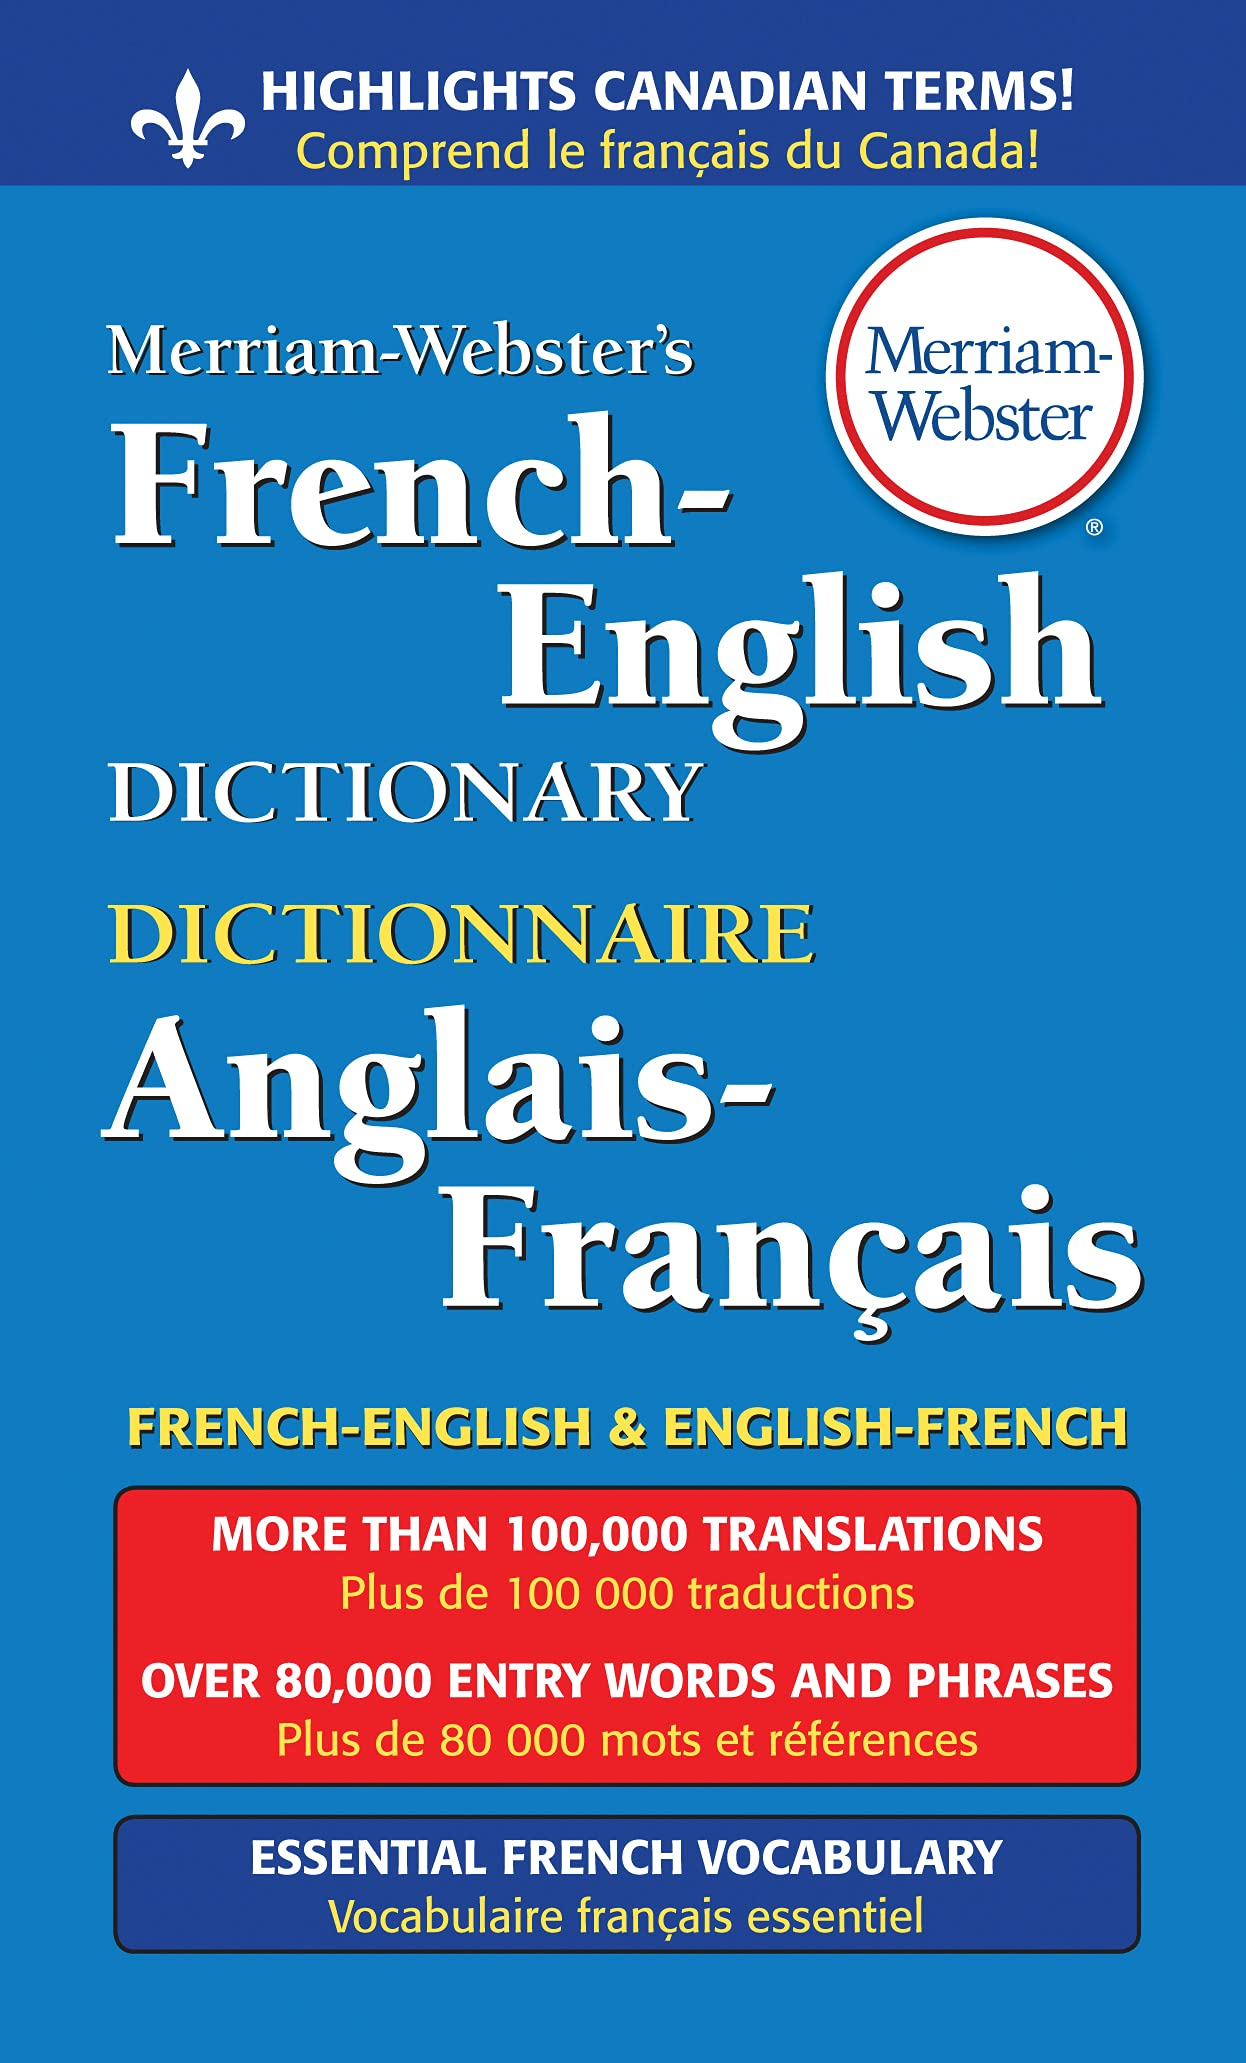 HIGHLIGHTS CANADIAN TERMS!
Comprend le français du Canada!
Merriam-Webster's
Merriam-
Webster
®
French-
English
DICTIONARY
DICTIONNAIRE
Anglais-
Français
FRENCH-ENGLISH & ENGLISH-FRENCH
MORE THAN 100,000 TRANSLATIONS
Plus de 100 000 traductions
OVER 80,000 ENTRY WORDS AND PHRASES
Plus de 80 000 mots et références
ESSENTIAL FRENCH VOCABULARY
Vocabulaire français essentiel